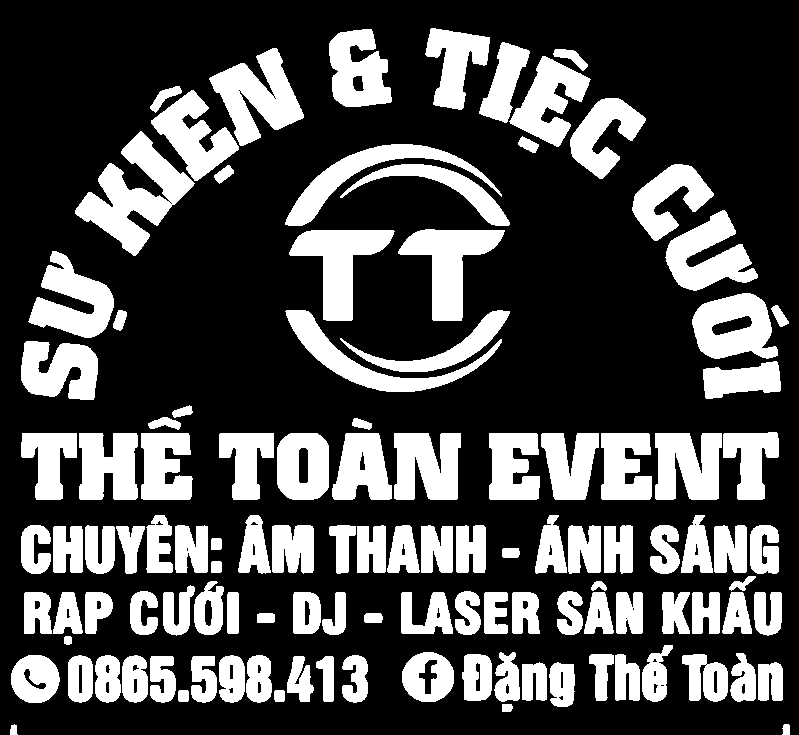 SỰ KIỆN & TIỆC CƯỚI
TT
THẾ TOÀN EVENT
CHUYÊN: ÂM THANH - ÁNH SÁNG
RẠP CƯỚI - DJ - LASER SÂN KHẤU
0865.598.413 f Đặng Thế Toàn